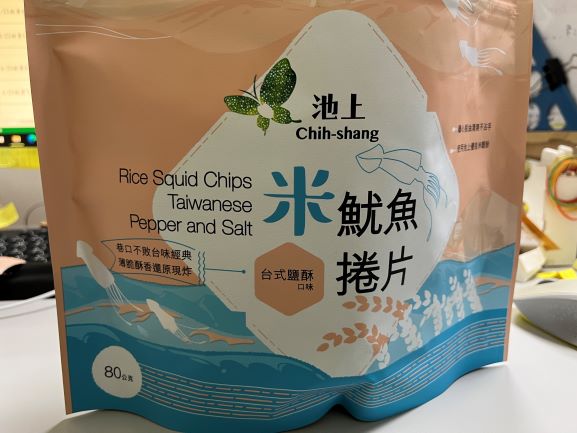 池上
Chih-shang
Rice Squid Chips
Taiwanese
Pepper and Salt
米魷魚
捲片
巷口不敗台味經典
薄脆酥香還原現炸
台式鹽酥
口味
80公克